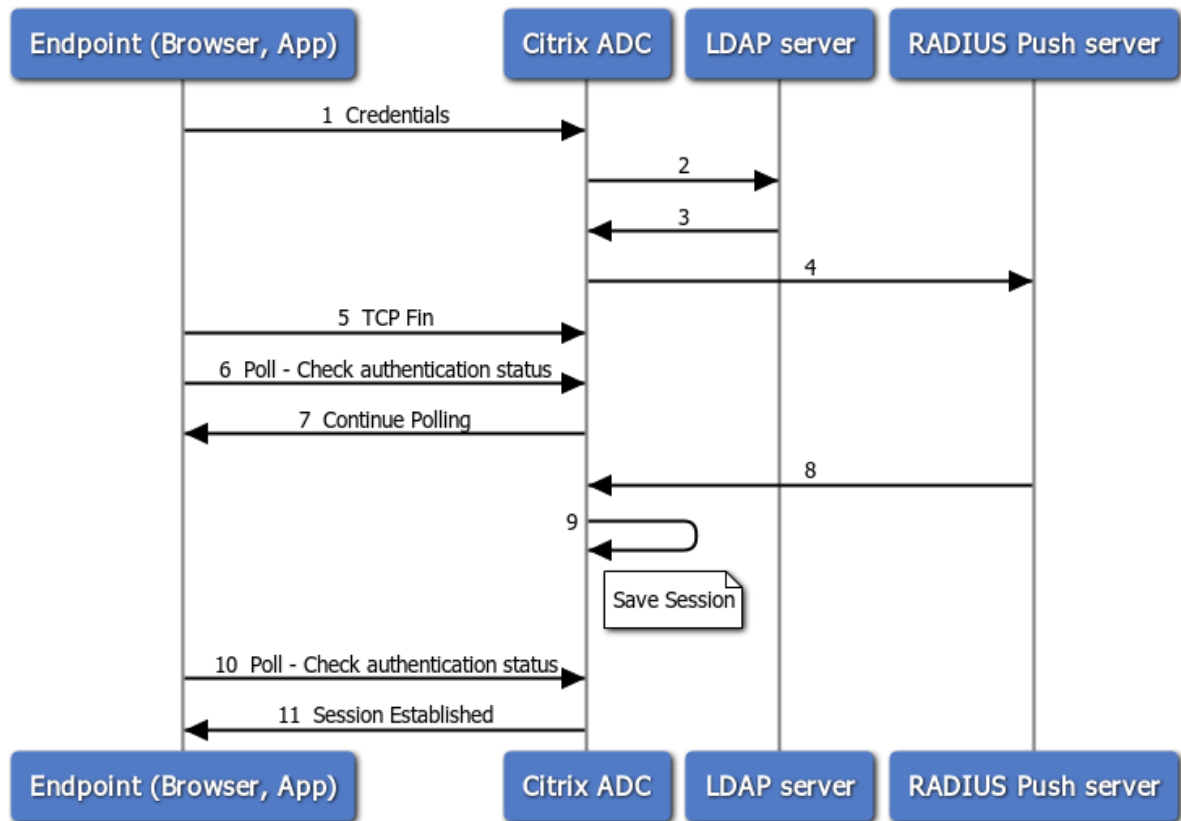 Endpoint (Browser, App)
Citrix ADC
LDAP server
RADIUS Push server
1 Credentials
2
3
4
5 TCP Fin
6 Poll - Check authentication status
7 Continue Polling
8
9
Save Session
10 Poll - Check authentication status
11 Session Established
Endpoint (Browser, App)
Citrix ADC
LDAP server
RADIUS Push server